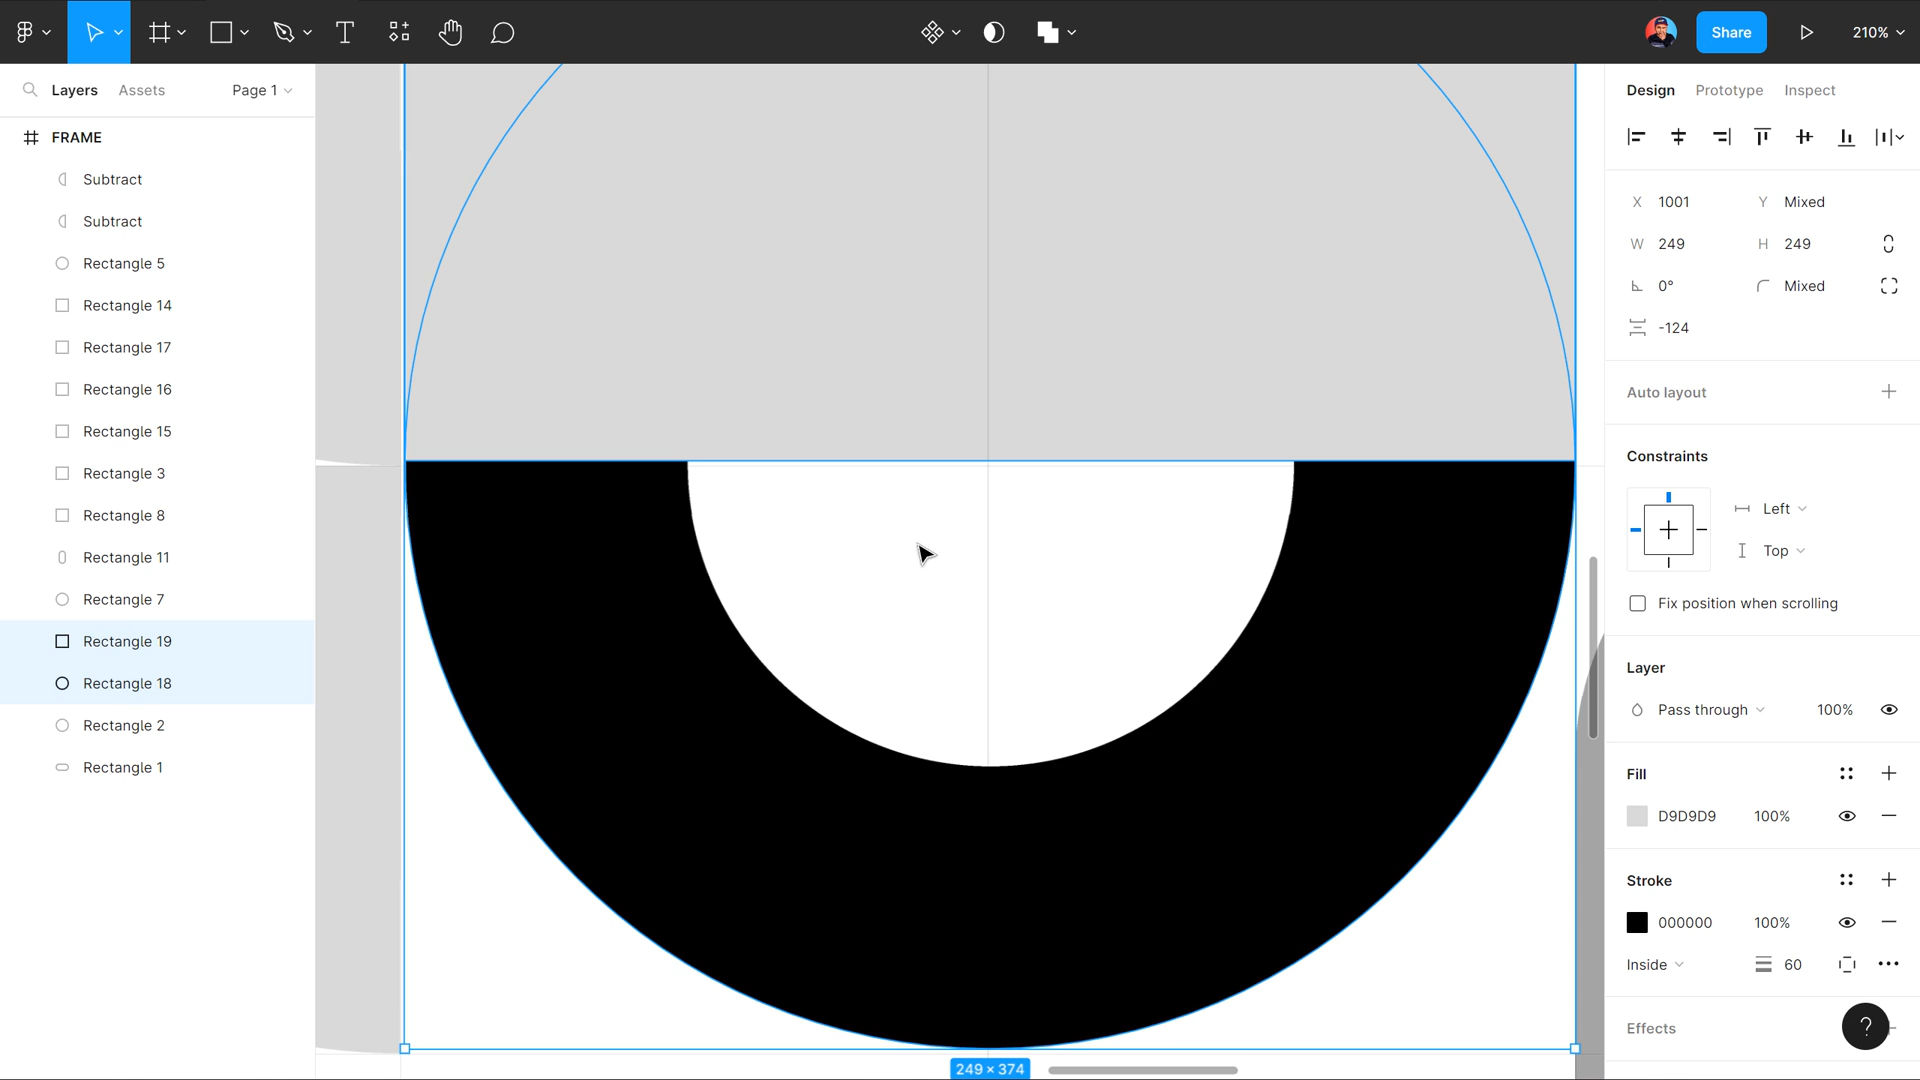 Share
210%
Layers
Assets
Page 1
Design
Prototype
Inspect
FRAME
Subtract
Subtract
Rectangle 5
Rectangle 14
Rectangle 17
Rectangle 16
Rectangle 15
Rectangle 3
Rectangle 8
Rectangle 11
Rectangle 7
Rectangle 19
Rectangle 18
Rectangle 2
Rectangle 1
X 1001 Y Mixed
W 249 H 249
0° Mixed
-124
Auto layout
Constraints
Left
Top
Fix position when scrolling
Layer
Pass through 100%
Fill
D9D9D9 100%
Stroke
000000 100%
Inside 60
Effects
?
249 × 374